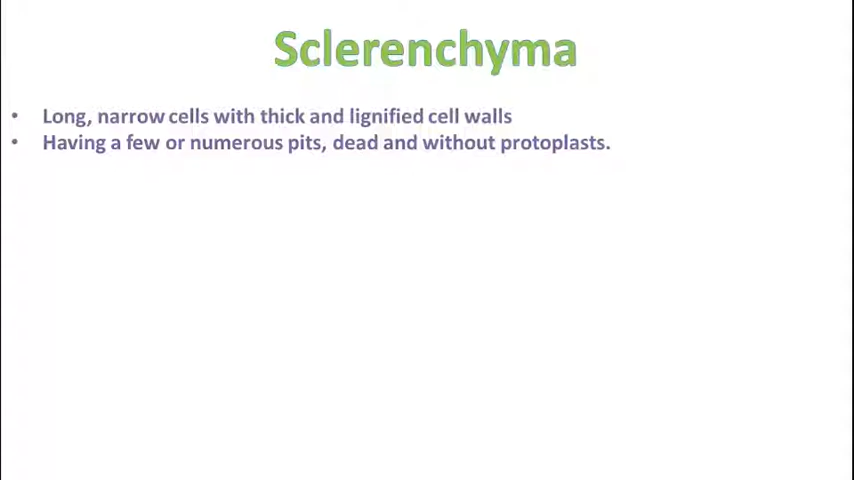 Sclerenchyma
• Long, narrow cells with thick and lignified cell walls
• Having a few or numerous pits, dead and without protoplasts.